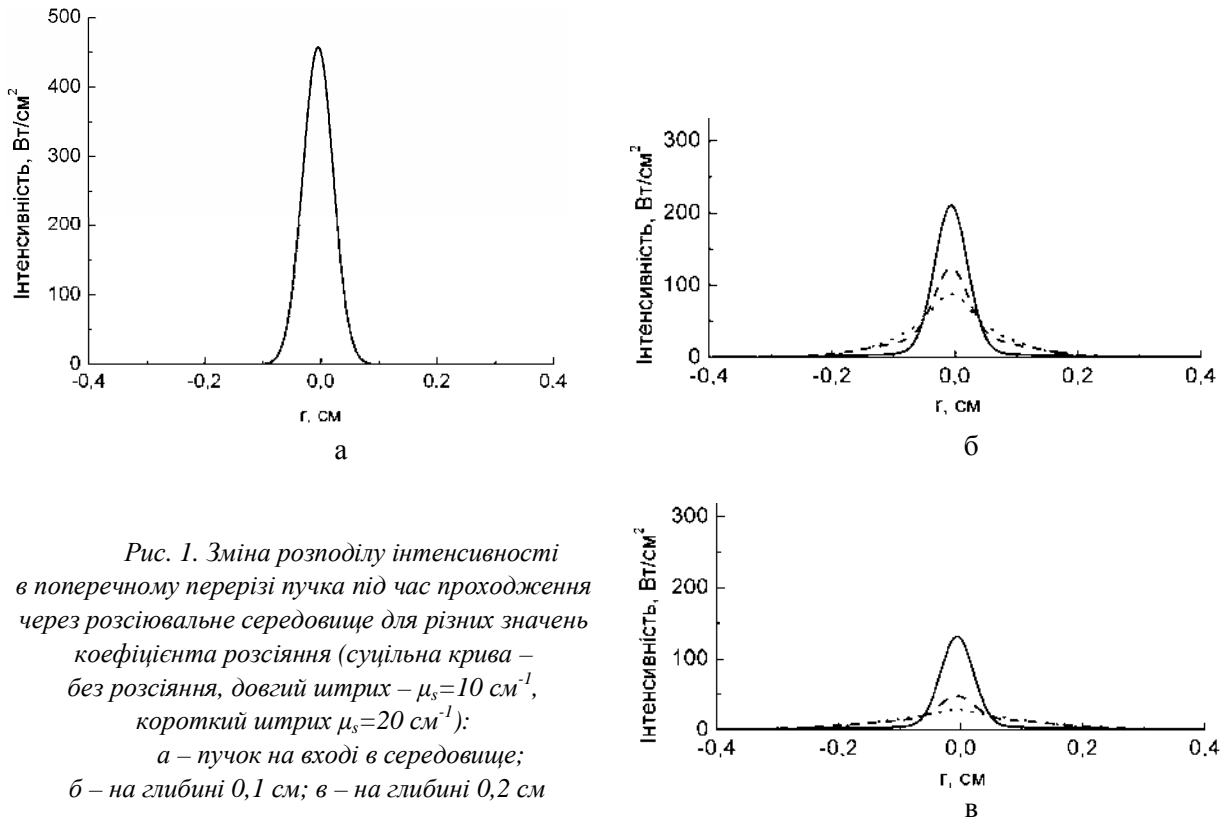 500
400
300
200
100
0
Інтенсивність, Вт/см²
-0,4
-0,2
0,0
0,2
0,4
r, см
а
300
200
100
0
Інтенсивність, Вт/см²
-0,4
-0,2
0,0
0,2
0,4
r, см
б
Рис. 1. Зміна розподілу інтенсивності
в поперечному перерізі пучка під час проходження
через розсіювальне середовище для різних значень
коефіцієнта розсіяння (суцільна крива –
без розсіяння, довгий штрих – μs=10 см-1,
короткий штрих μs=20 см-1):
а – пучок на вході в середовище;
б – на глибині 0,1 см; в – на глибині 0,2 см
300
200
100
0
Інтенсивність, Вт/см²
-0,4
-0,2
0,0
0,2
0,4
r, см
в